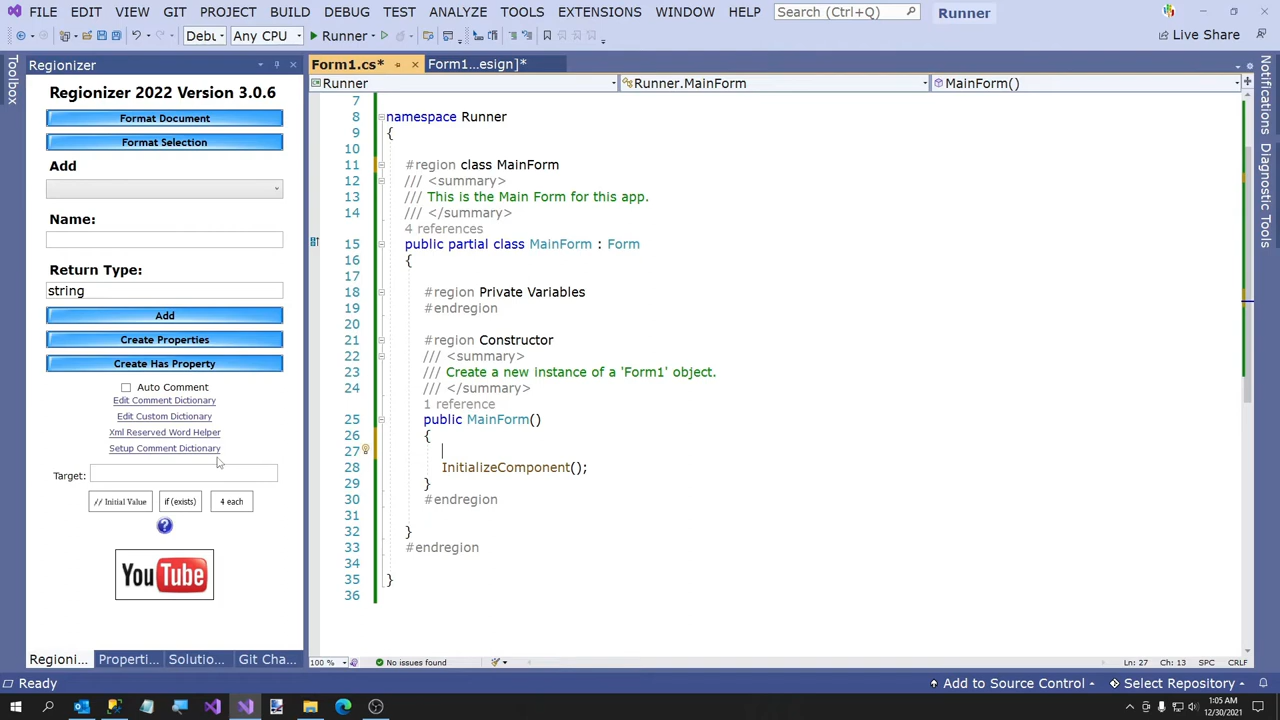 FILE EDIT VIEW GIT PROJECT BUILD DEBUG TEST ANALYZE TOOLS EXTENSIONS WINDOW HELP Search (Ctrl+Q) Runner
Debu Any CPU Runner Live Share
Toolbox
Regionizer
Regionizer 2022 Version 3.0.6
Format Document
Format Selection
Add
Name:
Return Type:
string
Add
Create Properties
Create Has Property
Auto Comment
Edit Comment Dictionary
Edit Custom Dictionary
Xml Reserved Word Helper
Setup Comment Dictionary
Target:
// Initial Value if (exists) 4 each
?
YouTube
Regioni... Properti... Solutio... Git Cha...
Form1.cs* Form1...esign]*
Runner Runner.MainForm MainForm()
7
8 namespace Runner
9 {
10
11 #region class MainForm
12 /// <summary>
13 /// This is the Main Form for this app.
14 /// </summary>
4 references
15 public partial class MainForm : Form
16 {
17
18 #region Private Variables
19 #endregion
20
21 #region Constructor
22 /// <summary>
23 /// Create a new instance of a 'Form1' object.
24 /// </summary>
1 reference
25 public MainForm()
26 {
27
28 InitializeComponent();
29 }
30 #endregion
31
32 }
33 #endregion
34
35 }
36
100 % No issues found Ln: 27 Ch: 13 SPC CRLF
Notifications
Diagnostic Tools
Ready Add to Source Control Select Repository
1:05 AM
12/30/2021